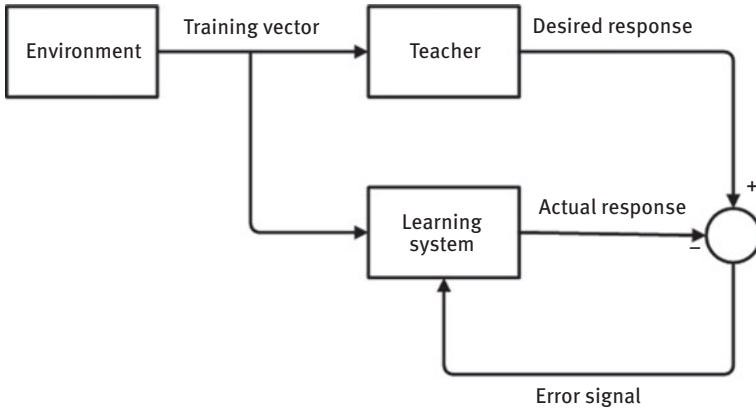 Environment
Training vector
Teacher
Desired response
+
Learning
system
Actual response
−
Error signal